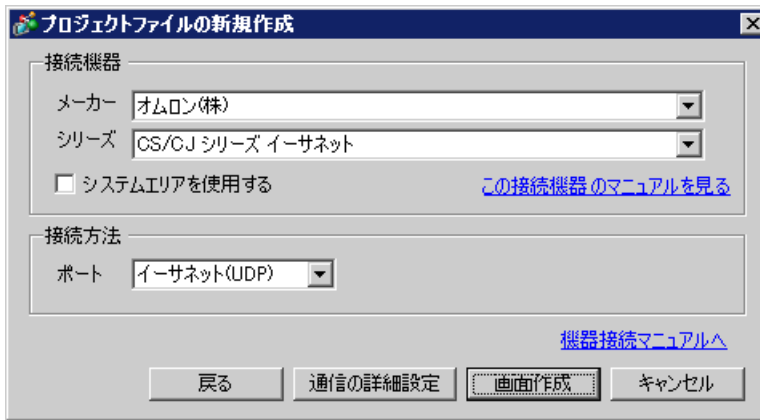 プロジェクトファイルの新規作成
接続機器
メーカー オムロン(株)
シリーズ CS/CJ シリーズ イーサネット
システムエリアを使用する この接続機器のマニュアルを見る
接続方法
ポート イーサネット(UDP)
機器接続マニュアルへ
戻る 通信の詳細設定 画面作成 キャンセル